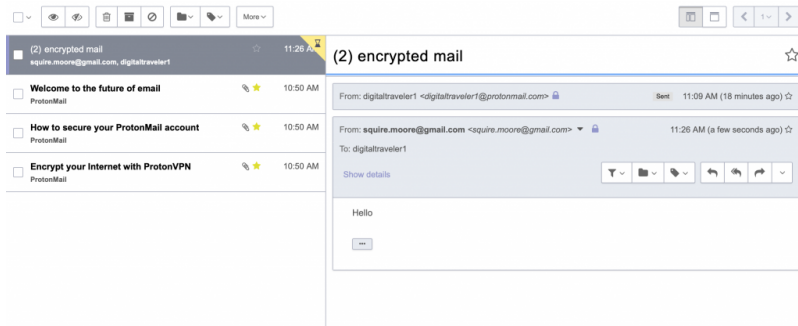 More
1
(2) encrypted mail
11:26 A
squire.moore@gmail.com, digitaltraveler1
Welcome to the future of email
10:50 AM
ProtonMail
How to secure your ProtonMail account
10:50 AM
ProtonMail
Encrypt your Internet with ProtonVPN
10:50 AM
ProtonMail
(2) encrypted mail
From: digitaltraveler1 <digitaltraveler1@protonmail.com>
Sent
11:09 AM (18 minutes ago)
From: squire.moore@gmail.com <squire.moore@gmail.com>
11:26 AM (a few seconds ago)
To: digitaltraveler1
Show details
Hello